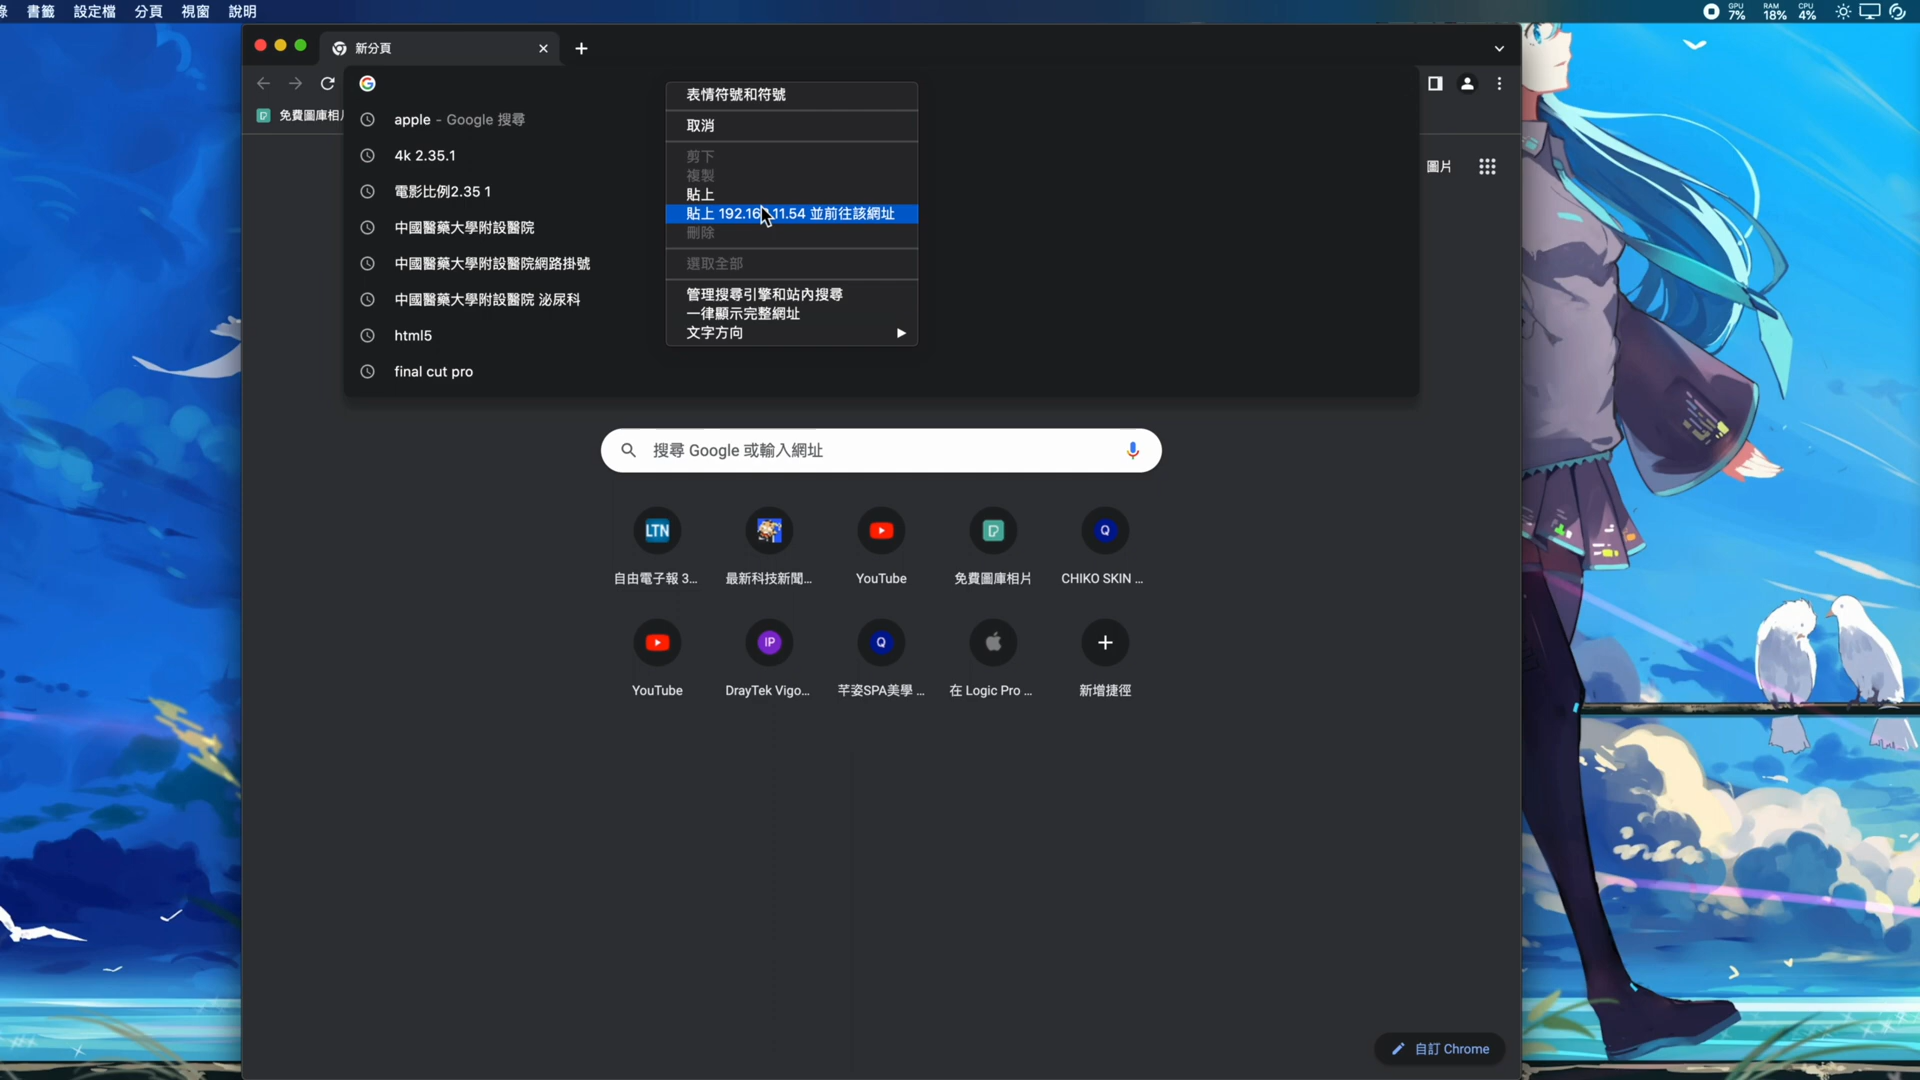 書籤 設定檔 分頁 視窗 說明
GPU 7% RAM 18% CPU 4%
新分頁
免費圖庫相
apple - Google 搜尋
4k 2.35.1
電影比例2.35 1
中國醫藥大學附設醫院
中國醫藥大學附設醫院網路掛號
中國醫藥大學附設醫院 泌尿科
html5
final cut pro
表情符號和符號
取消
剪下
複製
貼上
貼上 192.16 11.54 並前往該網址
刪除
選取全部
管理搜尋引擎和站內搜尋
一律顯示完整網址
文字方向
圖片
搜尋 Google 或輸入網址
LTN
Q
自由電子報 3...
最新科技新聞...
YouTube
免費圖庫相片
CHIKO SKIN ...
IP
Q
YouTube
DrayTek Vigo...
芊姿SPA美學 ...
在 Logic Pro ...
新增捷徑
自訂 Chrome